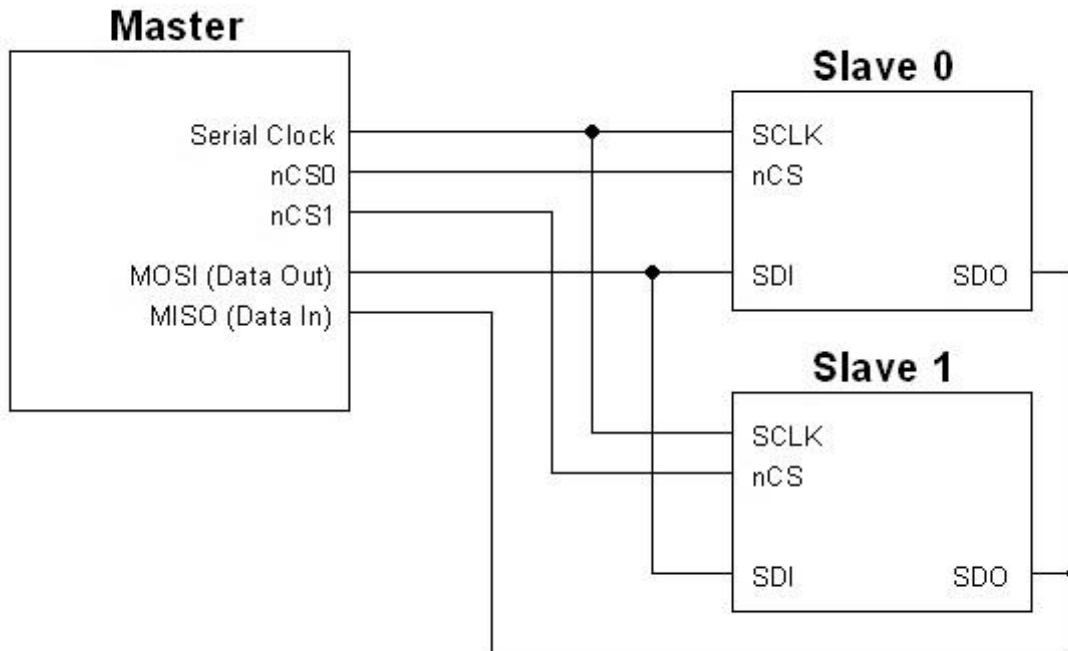 Master
Serial Clock
nCS0
nCS1
MOSI (Data Out)
MISO (Data In)
Slave 0
SCLK
nCS
SDI SDO
Slave 1
SCLK
nCS
SDI SDO